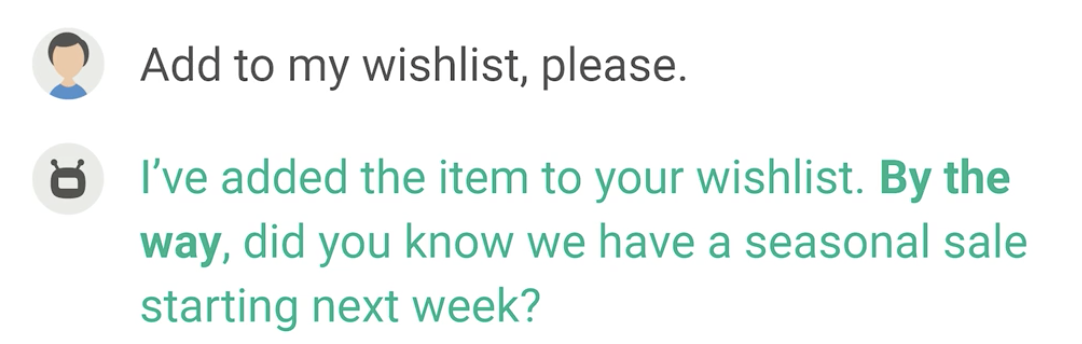 Add to my wishlist, please.
I’ve added the item to your wishlist. By the
way, did you know we have a seasonal sale
starting next week?